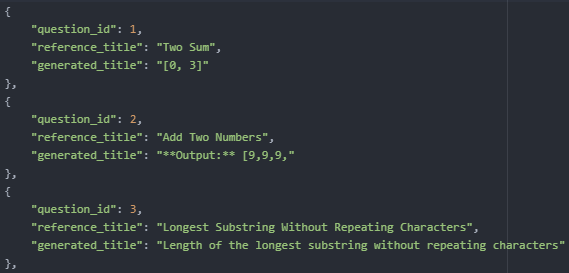 {
"question_id": 1,
"reference_title": "Two Sum",
"generated_title": "[0, 3]"
},
{
"question_id": 2,
"reference_title": "Add Two Numbers",
"generated_title": "**Output:** [9,9,9,"
},
{
"question_id": 3,
"reference_title": "Longest Substring Without Repeating Characters",
"generated_title": "Length of the longest substring without repeating characters"
},